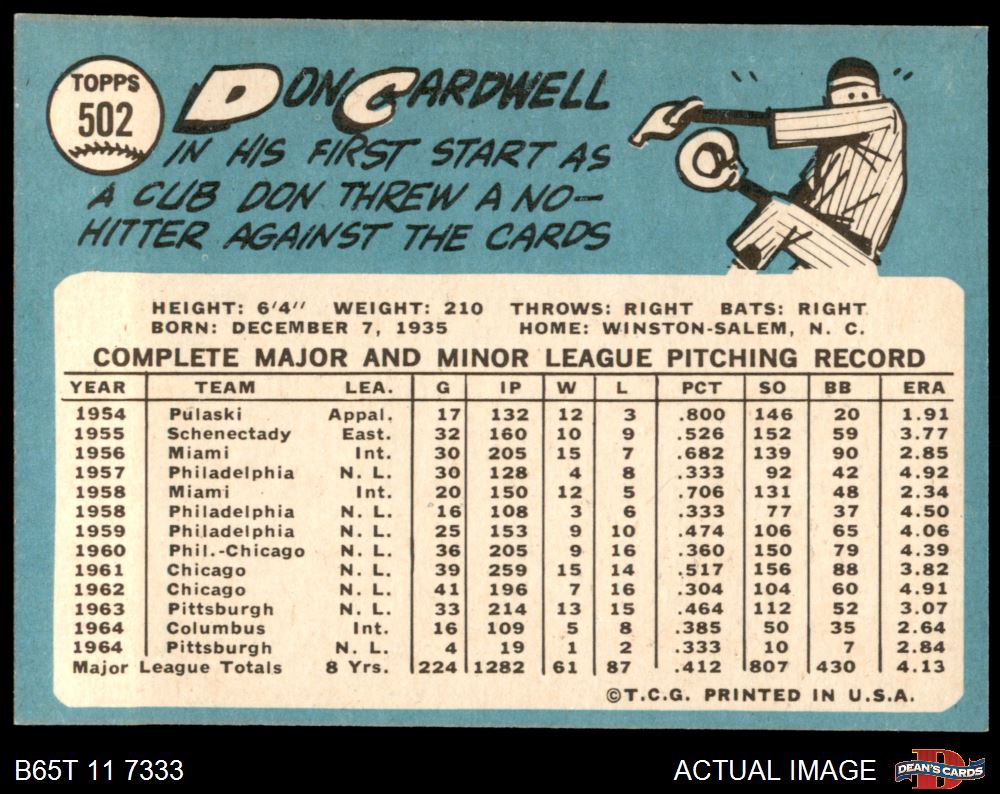 TOPPS
502
DON CARDWELL
IN HIS FIRST START AS
A CUB DON THREW A NO-
HITTER AGAINST THE CARDS
HEIGHT: 6'4" WEIGHT: 210 THROWS: RIGHT BATS: RIGHT
BORN: DECEMBER 7, 1935 HOME: WINSTON-SALEM, N. C.
COMPLETE MAJOR AND MINOR LEAGUE PITCHING RECORD
YEAR TEAM LEA. G IP W L PCT SO BB ERA
1954 Pulaski Appal. 17 132 12 3 .800 146 20 1.91
1955 Schenectady East. 32 160 10 9 .526 152 59 3.77
1956 Miami Int. 30 205 15 7 .682 139 90 2.85
1957 Philadelphia N. L. 30 128 4 8 .333 92 42 4.92
1958 Miami Int. 20 150 12 5 .706 131 48 2.34
1958 Philadelphia N. L. 16 108 3 6 .333 77 37 4.50
1959 Philadelphia N. L. 25 153 9 10 .474 106 65 4.06
1960 Phil.-Chicago N. L. 36 205 9 16 .360 150 79 4.39
1961 Chicago N. L. 39 259 15 14 .517 156 88 3.82
1962 Chicago N. L. 41 196 7 16 .304 104 60 4.91
1963 Pittsburgh N. L. 33 214 13 15 .464 112 52 3.07
1964 Columbus Int. 16 109 5 8 .385 50 35 2.64
1964 Pittsburgh N. L. 4 19 1 2 .333 10 7 2.84
Major League Totals 8 Yrs. 224 1282 61 87 .412 807 430 4.13
©T.C.G. PRINTED IN U.S.A.
B65T 11 7333
ACTUAL IMAGE
DEAN'S CARDS